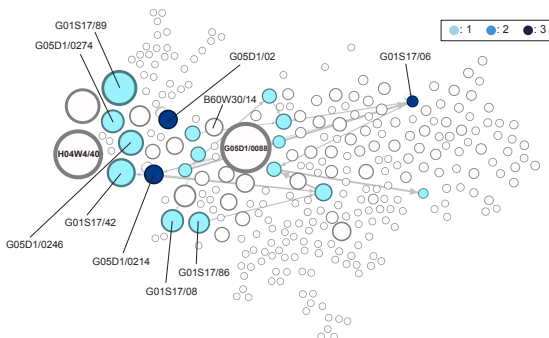 G01S17/89
: 1 : 2 : 3
G05D1/0274
G05D1/02
G01S17/06
B60W30/14
H04W4/40
G05D1/0088
G01S17/42
G05D1/0246
G05D1/0214
G01S17/86
G01S17/08